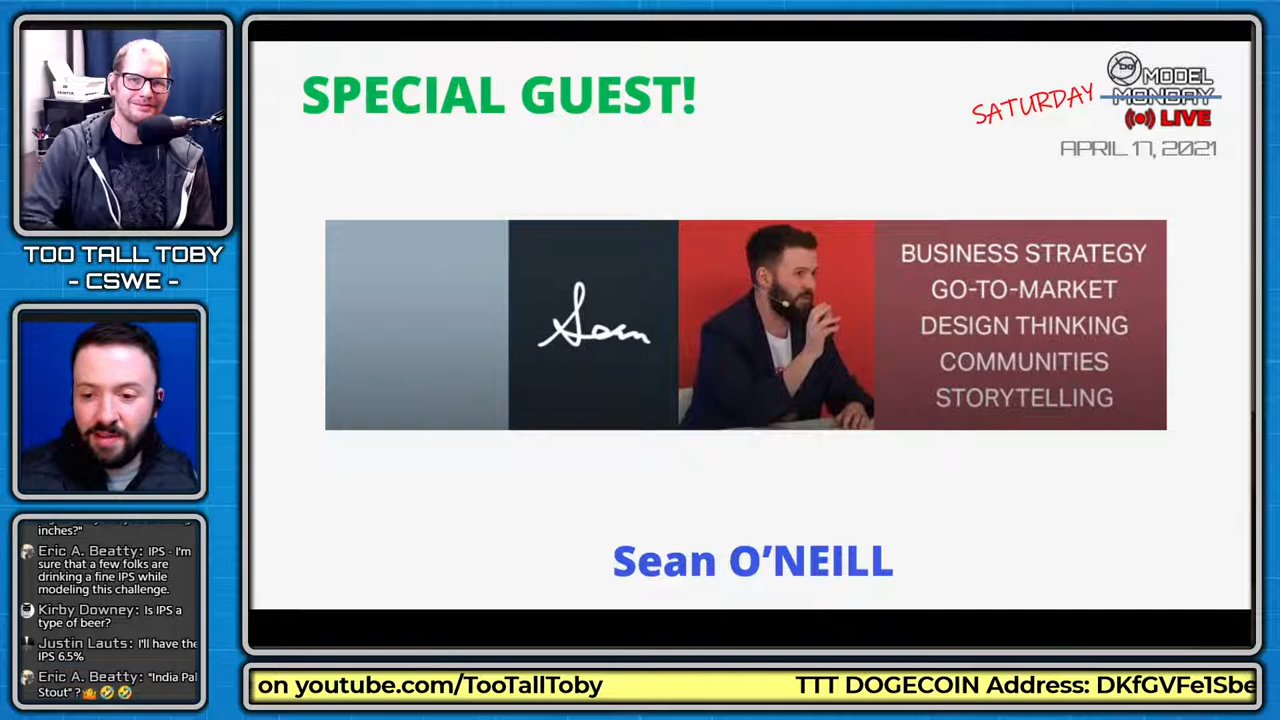 SPECIAL GUEST!
SATURDAY
MODEL
MONDAY
LIVE
APRIL 17, 2021
Sean
BUSINESS STRATEGY
GO-TO-MARKET
DESIGN THINKING
COMMUNITIES
STORYTELLING
Sean O’NEILL
TOO TALL TOBY
- CSWE -
inches?"
Eric A. Beatty: IPS - I'm
sure that a few folks are
drinking a fine IPS while
modeling this challenge.
Kirby Downey: Is IPS a
type of beer?
Justin Lauts: I'll have the
IPS 6.5%
Eric A. Beatty: "India Pal
Stout" ? 🤷 🤣 🤣
on youtube.com/TooTallToby TTT DOGECOIN Address: DKfGVFe1Sbe